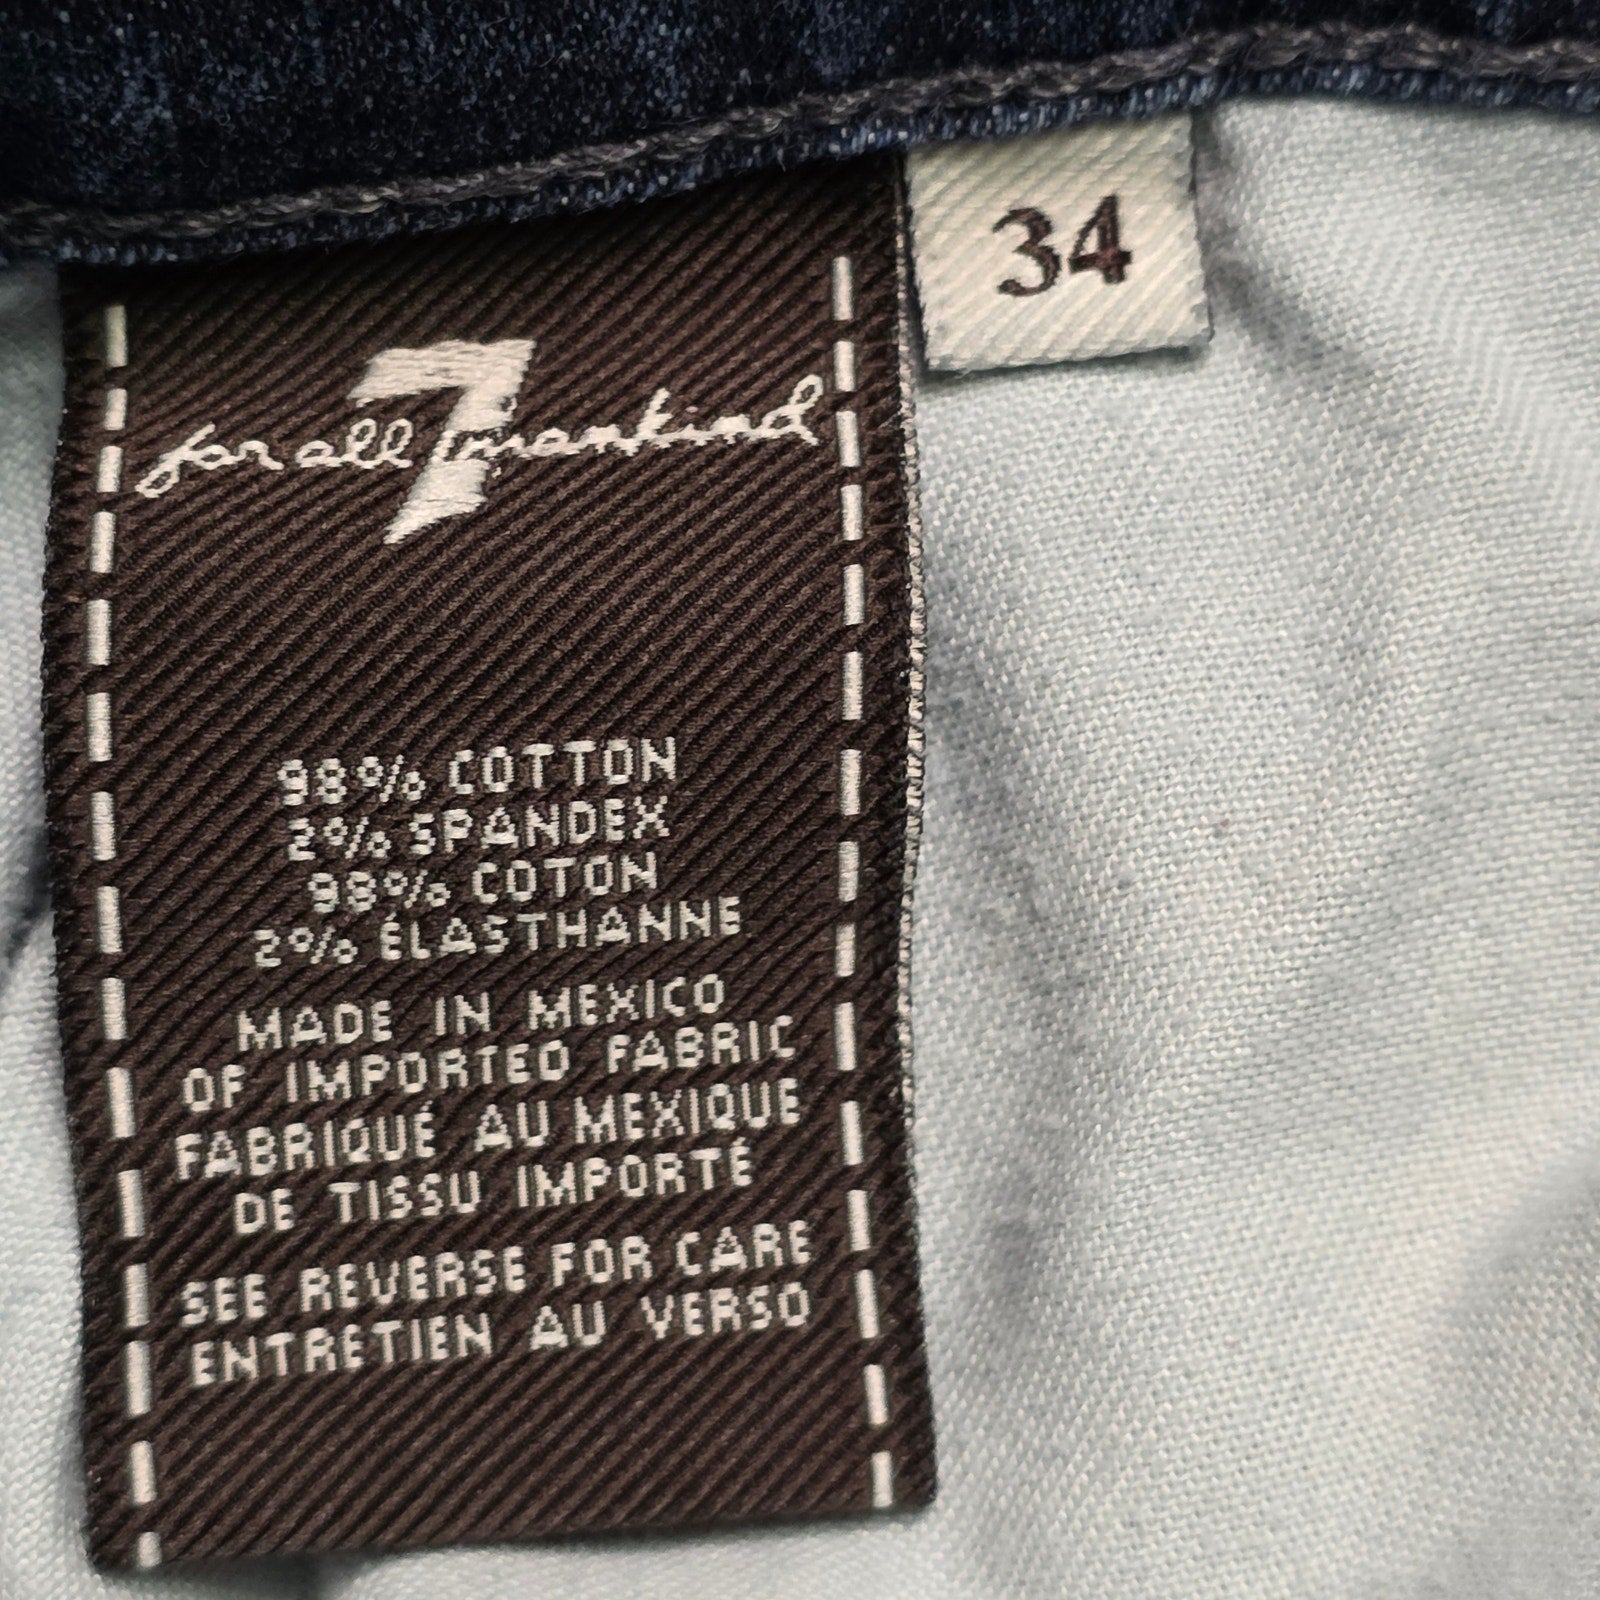 34
7
for all mankind
98% COTTON
2% SPANDEX
98% COTON
2% ÉLASTHANNE
MADE IN MEXICO
OF IMPORTED FABRIC
FABRIQUÉ AU MEXIQUE
DE TISSU IMPORTÉ
SEE REVERSE FOR CARE
ENTRETIEN AU VERSO